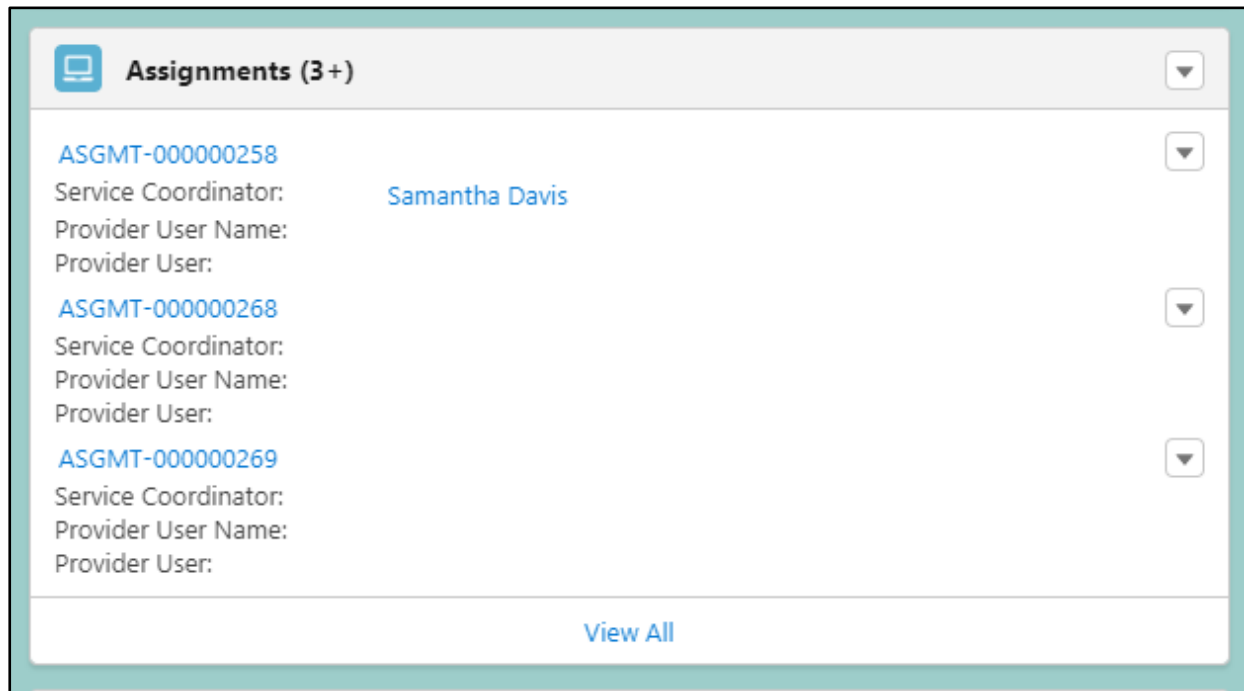 Assignments (3+)
ASGMT-000000258
Service Coordinator: Samantha Davis
Provider User Name:
Provider User:
ASGMT-000000268
Service Coordinator:
Provider User Name:
Provider User:
ASGMT-000000269
Service Coordinator:
Provider User Name:
Provider User:
View All